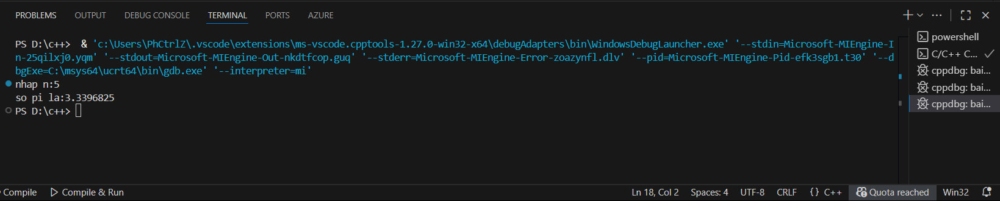 PROBLEMS OUTPUT DEBUG CONSOLE TERMINAL PORTS AZURE
PS D:\c++>  & 'c:\Users\PhCtrlZ\.vscode\extensions\ms-vscode.cpptools-1.27.0-win32-x64\debugAdapters\bin\WindowsDebugLauncher.exe' '--stdin=Microsoft-MIEngine-I
n-25qilxj0.yqm' '--stdout=Microsoft-MIEngine-Out-nkdtfcop.guq' '--stderr=Microsoft-MIEngine-Error-zoazynfl.dlv' '--pid=Microsoft-MIEngine-Pid-efk3sgb1.t30' '--d
bgExe=C:\msys64\ucrt64\bin\gdb.exe' '--interpreter=mi'
nhap n:5
so pi la:3.3396825
PS D:\c++>
powershell
C/C++ C...
cppdbg: bai...
cppdbg: bai...
cppdbg: bai...
Compile Compile & Run Ln 18, Col 2 Spaces: 4 UTF-8 CRLF {} C++ Quota reached Win32